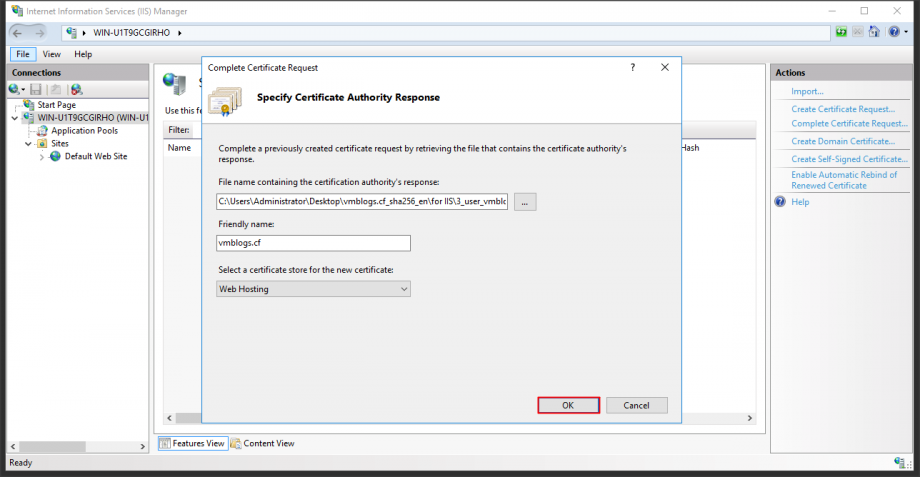 Internet Information Services (IIS) Manager
WIN-U1T9GCGIRHO
File View Help
Connections
Start Page
WIN-U1T9GCGIRHO (WIN-U1
Application Pools
Sites
Default Web Site
Use this fe
Filter:
Name
Hash
Complete Certificate Request
?
Specify Certificate Authority Response
Complete a previously created certificate request by retrieving the file that contains the certificate authority's
response.
File name containing the certification authority's response:
C:\Users\Administrator\Desktop\vmblogs.cf_sha256_en\for IIS\3_user_vmblc
...
Friendly name:
vmblogs.cf
Select a certificate store for the new certificate:
Web Hosting
OK Cancel
Actions
Import...
Create Certificate Request...
Complete Certificate Request...
Create Domain Certificate...
Create Self-Signed Certificate...
Enable Automatic Rebind of
Renewed Certificate
Help
Features View Content View
Ready